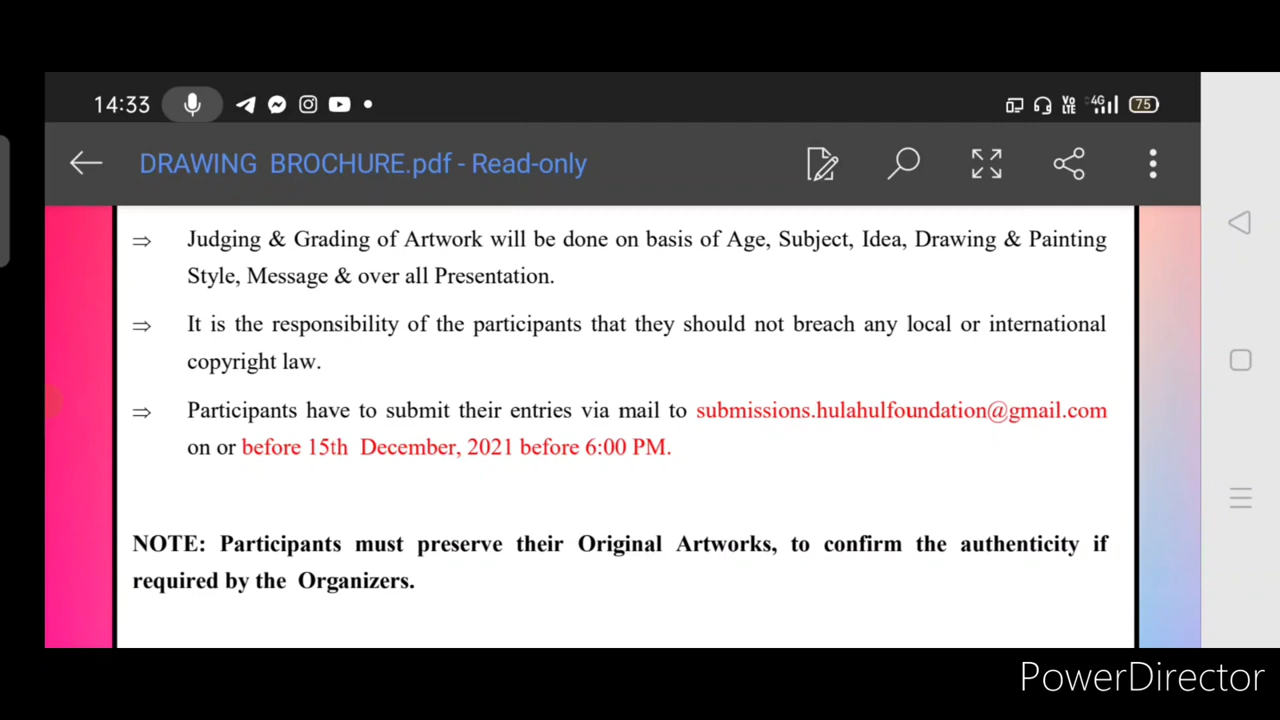 14:33 VoLTE 4G 75
DRAWING BROCHURE.pdf - Read-only
⇒ Judging & Grading of Artwork will be done on basis of Age, Subject, Idea, Drawing & Painting
Style, Message & over all Presentation.
⇒ It is the responsibility of the participants that they should not breach any local or international
copyright law.
⇒ Participants have to submit their entries via mail to submissions.hulahulfoundation@gmail.com
on or before 15th December, 2021 before 6:00 PM.
NOTE: Participants must preserve their Original Artworks, to confirm the authenticity if
required by the Organizers.
PowerDirector